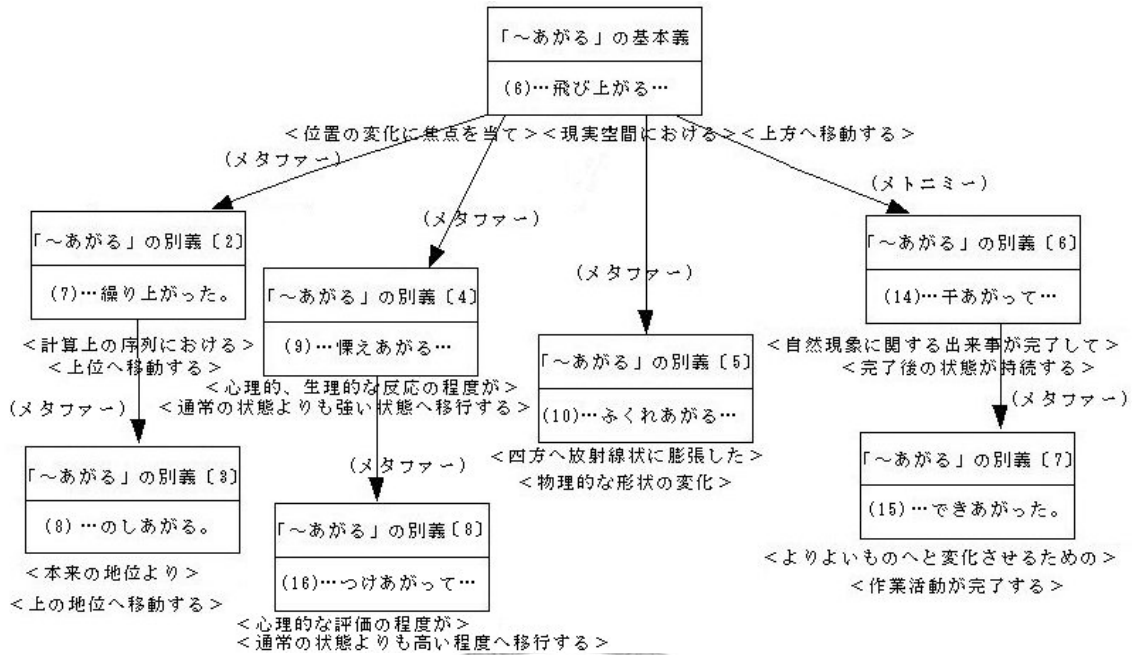 「～あがる」の基本義
(6)…飛び上がる…
＜位置の変化に焦点を当て＞＜現実空間における＞＜上方へ移動する＞
(メタファー)
(メトニミー)
(メタファー)
「～あがる」の別義〔2〕
(7)…繰り上がった。
＜計算上の序列における＞
＜上位へ移動する＞
「～あがる」の別義〔6〕
(14)…干あがって…
＜自然現象に関する出来事が完了して＞
＜完了後の状態が持続する＞
「～あがる」の別義〔4〕
(9)…慄えあがる…
＜心理的、生理的な反応の程度が＞
＜通常の状態よりも強い状態へ移行する＞
(メタファー)
「～あがる」の別義〔5〕
(10)…ふくれあがる…
＜四方へ放射線状に膨張した＞
＜物理的な形状の変化＞
(メタファー)
「～あがる」の別義〔3〕
(8)…のしあがる。
＜本来の地位より＞
＜上の地位へ移動する＞
(メタファー)
「～あがる」の別義〔8〕
(16)…つけあがって…
＜心理的な評価の程度が＞
＜通常の状態よりも高い程度へ移行する＞
(メタファー)
「～あがる」の別義〔7〕
(15)…できあがった。
＜よりよいものへと変化させるための＞
＜作業活動が完了する＞